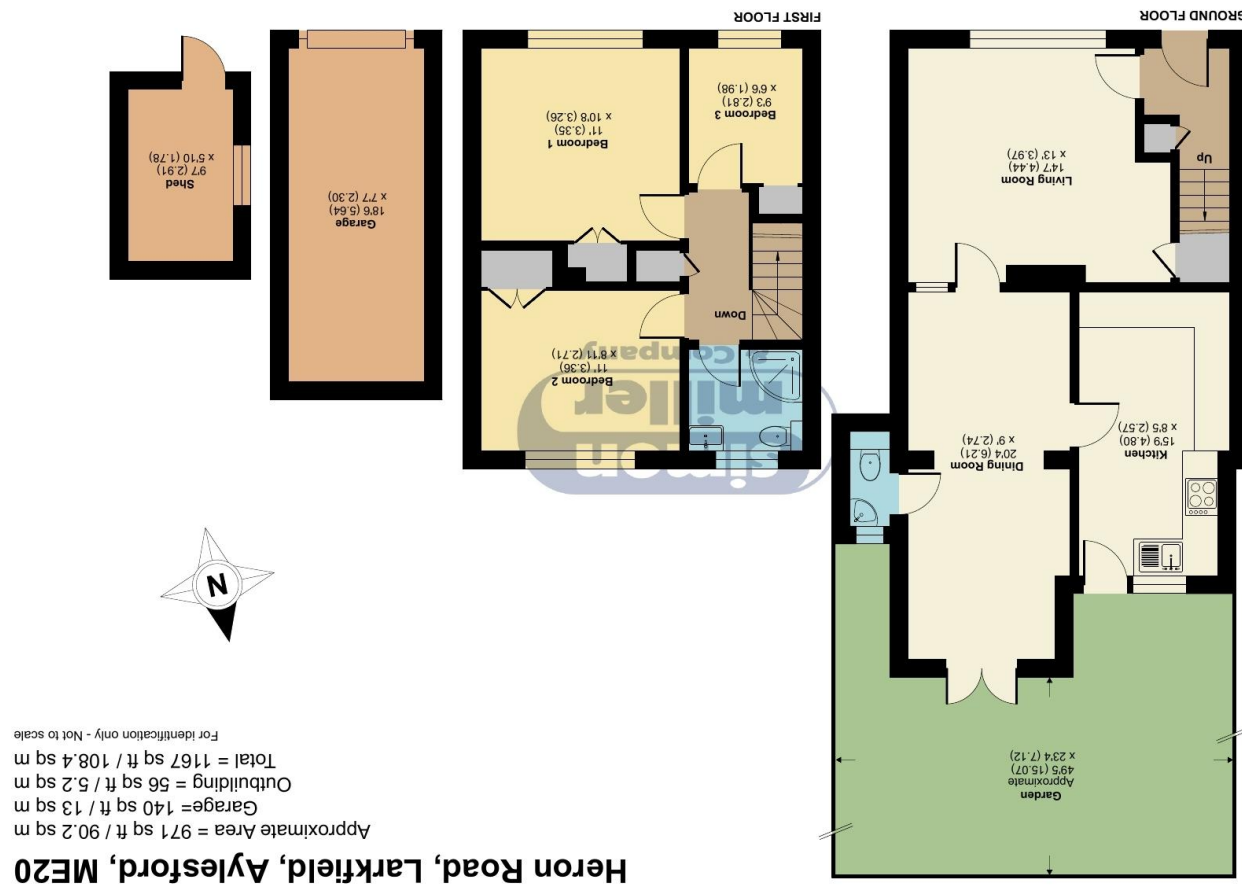 Heron Road, Larkfield, Aylesford, ME20
Approximate Area = 971 sq ft / 90.2 sq m
Garage= 140 sq ft / 13 sq m
Outbuilding = 56 sq ft / 5.2 sq m
Total = 1167 sq ft / 108.4 sq m
For identification only - Not to scale
N
Garden
Approximate
49'5 (15.07)
x 23'4 (7.12)
Kitchen
15'9 (4.80)
x 8'5 (2.57)
Dining Room
20'4 (6.21)
x 9' (2.74)
Living Room
14'7 (4.44)
x 13' (3.97)
Up
GROUND FLOOR
simon
miller
& company
Bedroom 2
11' (3.36)
x 8'11 (2.71)
Down
Bedroom 1
11' (3.35)
x 10'8 (3.26)
Bedroom 3
9'3 (2.81)
x 6'6 (1.98)
FIRST FLOOR
Garage
18'6 (5.64)
x 7'7 (2.30)
Shed
9'7 (2.91)
x 5'10 (1.78)